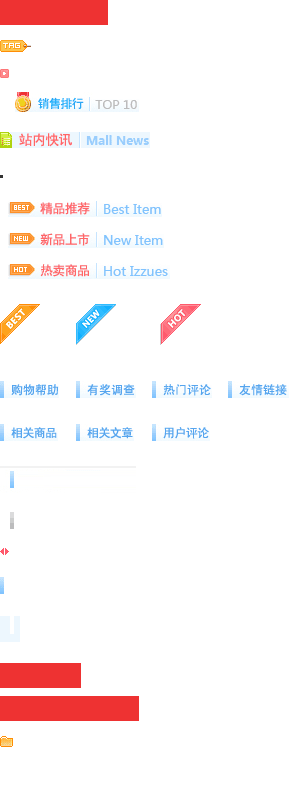 TAG
销售排行 TOP 10
站内快讯 Mall News
BEST 精品推荐 Best Item
NEW 新品上市 New Item
HOT 热卖商品 Hot Izzues
BEST NEW HOT
购物帮助 有奖调查 热门评论 友情链接
相关商品 相关文章 用户评论